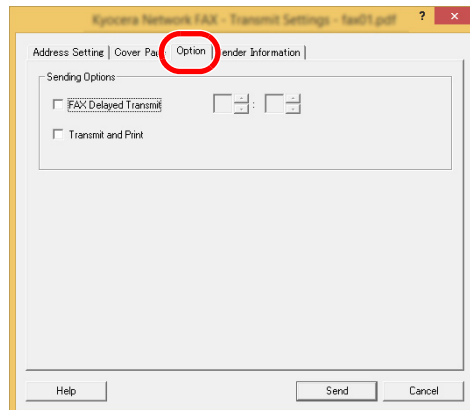 Kyocera Network FAX - Transmit Settings - fax01.pdf
Address Setting Cover Pa Option ender Information
Sending Options
FAX Delayed Transmit :
Transmit and Print
Help Send Cancel